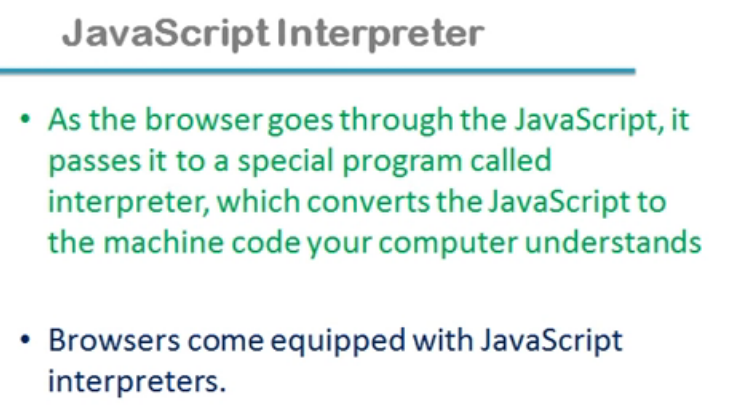 JavaScript Interpreter
• As the browser goes through the JavaScript, it
passes it to a special program called
interpreter, which converts the JavaScript to
the machine code your computer understands
• Browsers come equipped with JavaScript
interpreters.